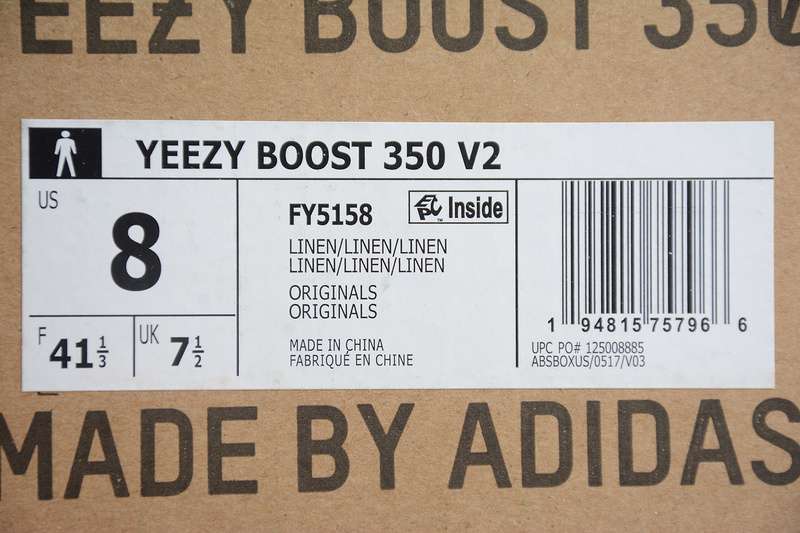 YEEZY BOOST 350
YEEZY BOOST 350 V2
US
8
F 41 1/3
UK 7 1/2
FY5158
EPC™ Inside
LINEN/LINEN/LINEN
LINEN/LINEN/LINEN
ORIGINALS
ORIGINALS
MADE IN CHINA
FABRIQUÉ EN CHINE
1 94815 75796 6
UPC PO# 125008885
ABSBOXUS/0517/V03
MADE BY ADIDAS